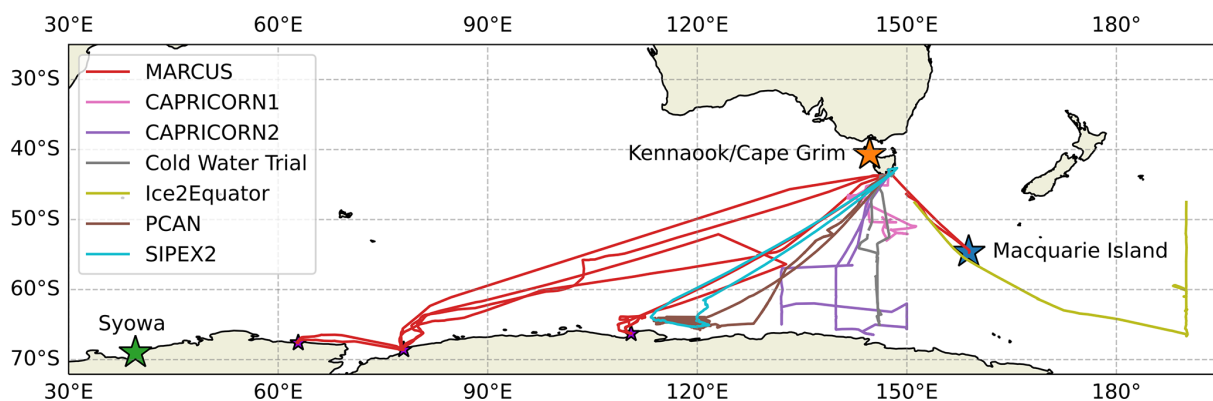 30°E 60°E 90°E 120°E 150°E 180°
30°S
40°S
50°S
60°S
70°S
MARCUS
CAPRICORN1
CAPRICORN2
Cold Water Trial
Ice2Equator
PCAN
SIPEX2
Kennaook/Cape Grim
Macquarie Island
Syowa
30°E 60°E 90°E 120°E 150°E 180°